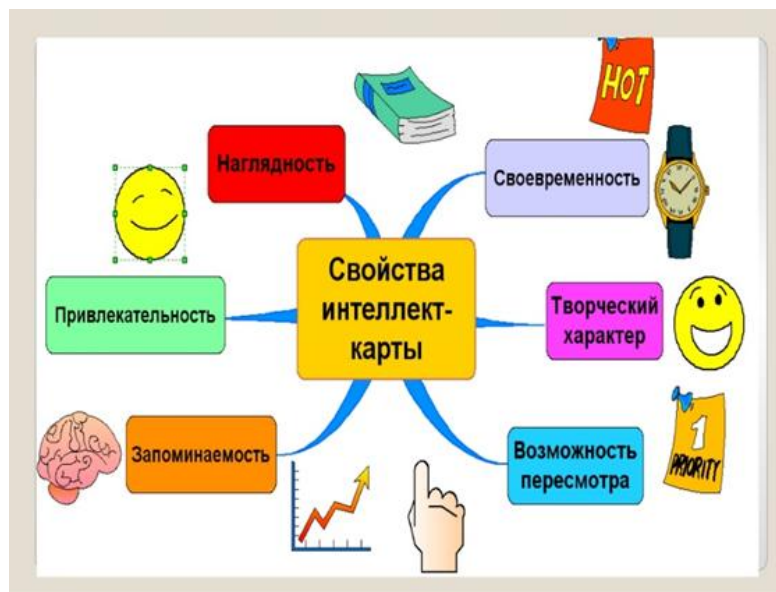 HOT
Наглядность
Своевременность
Свойства
интеллект-
карты
Привлекательность
Творческий
характер
Запоминаемость
Возможность
пересмотра
1
PRIORITY